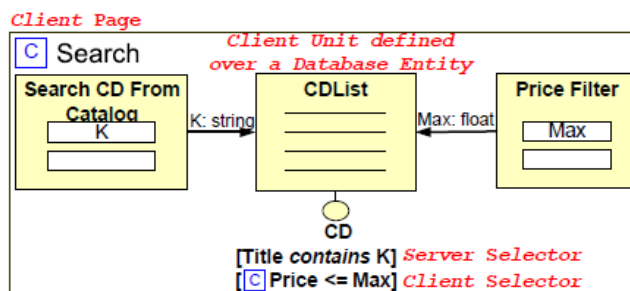 Client Page
C Search
Client Unit defined
over a Database Entity
Search CD From
Catalog
K
K: string
CDList
Max: float
Price Filter
Max
CD
[Title contains K] Server Selector
[C Price <= Max] Client Selector